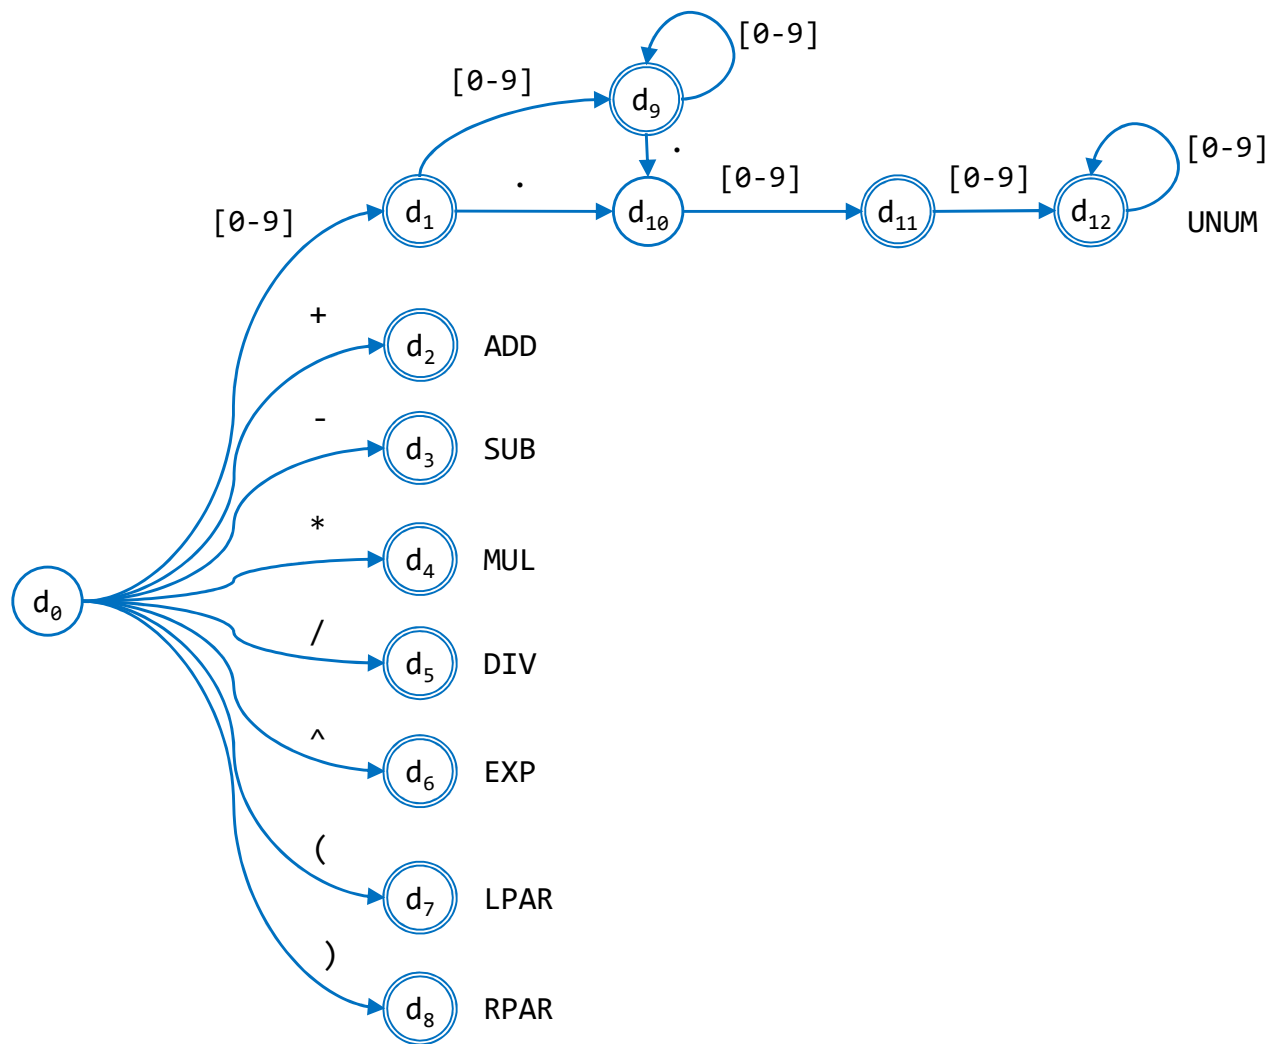 [0-9]
[0-9]
d₉
.
[0-9]
.
[0-9]
[0-9]
[0-9]
d₁
d₁₀
d₁₁
d₁₂
UNUM
+
d₂ ADD
-
d₃ SUB
*
d₄ MUL
d₀
/
d₅ DIV
^
d₆ EXP
(
d₇ LPAR
)
d₈ RPAR